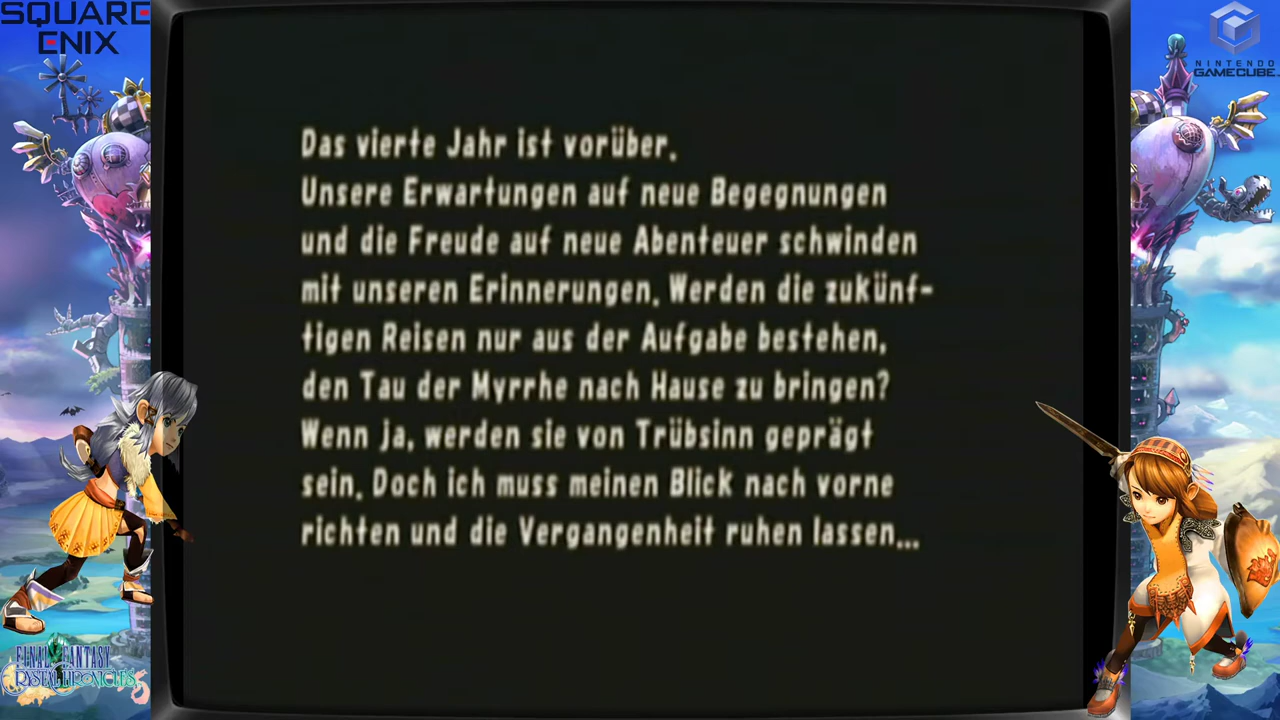 SQUARE
ENIX
NINTENDO
GAMECUBE
Das vierte Jahr ist vorüber.
Unsere Erwartungen auf neue Begegnungen
und die Freude auf neue Abenteuer schwinden
mit unseren Erinnerungen. Werden die zukünf-
tigen Reisen nur aus der Aufgabe bestehen,
den Tau der Myrrhe nach Hause zu bringen?
Wenn ja, werden sie von Trübsinn geprägt
sein. Doch ich muss meinen Blick nach vorne
richten und die Vergangenheit ruhen lassen...
FINAL FANTASY
CRYSTAL CHRONICLES